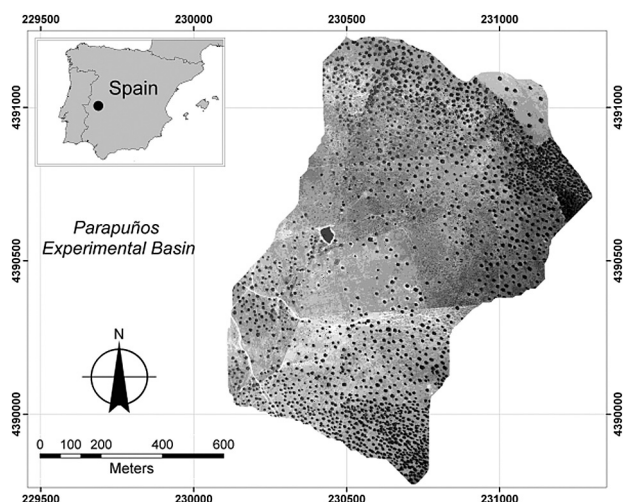 229500 230000 230500 231000
Spain
4391000 4391000
Parapuños
Experimental Basin
4390500 4390500
N
4390000 4390000
0 100 200 400 600
Meters
229500 230000 230500 231000